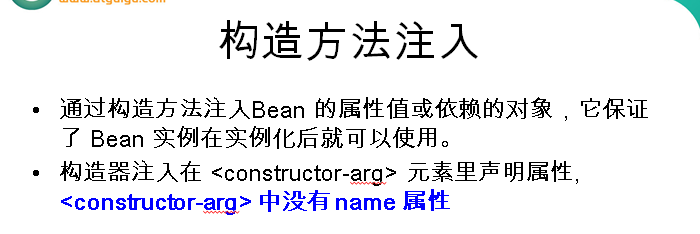 www.atguigu.com
构造方法注入
• 通过构造方法注入Bean 的属性值或依赖的对象，它保证
了 Bean 实例在实例化后就可以使用。
• 构造器注入在 <constructor-arg> 元素里声明属性,
<constructor-arg> 中没有 name 属性